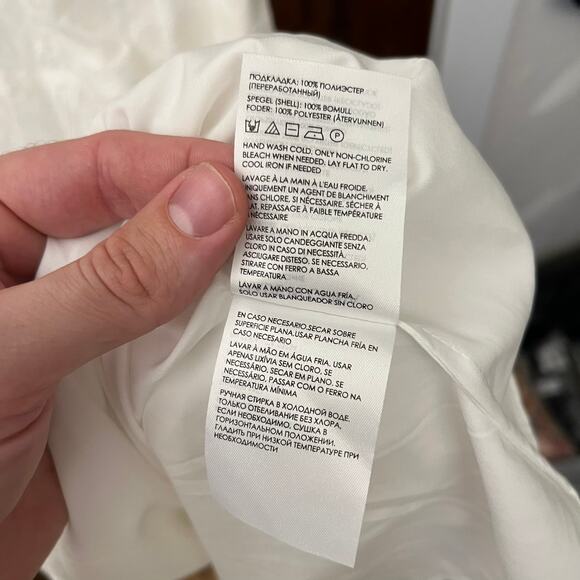 ПОДКЛАДКА: 100% ПОЛИЭСТЕР
(ПЕРЕРАБОТАННЫЙ)
SPEGEL (SHELL): 100% BOMULL
FODER: 100% POLYESTER (ÅTERVUNNEN)
P
HAND WASH COLD, ONLY NON-CHLORINE
BLEACH WHEN NEEDED, LAY FLAT TO DRY.
COOL IRON IF NEEDED
LAVAGE À LA MAIN À L'EAU FROIDE,
UNIQUEMENT UN AGENT DE BLANCHIMENT
SANS CHLORE, SI NÉCESSAIRE. SÉCHER À
PLAT, REPASSAGE À FAIBLE TEMPÉRATURE
NÉCESSAIRE
LAVARE A MANO IN ACQUA FREDDA,
USARE SOLO CANDEGGIANTE SENZA
CLORO IN CASO DI NECESSITÀ.
ASCIUGARE DISTESO. SE NECESSARIO,
STIRARE CON FERRO A BASSA
TEMPERATURA
LAVAR A MANO CON AGUA FRÍA,
SOLO USAR BLANQUEADOR SIN CLORO
EN CASO NECESARIO.SECAR SOBRE
SUPERFICIE PLANA,USAR PLANCHA FRÍA EN
CASO NECESARIO
LAVAR À MÃO EM ÁGUA FRIA, USAR
APENAS LIXÍVIA SEM CLORO, SE
NECESSÁRIO, SECAR EM PLANO, SE
NECESSÁRIO, PASSAR COM O FERRO NA
TEMPERATURA MÍNIMA
РУЧНАЯ СТИРКА В ХОЛОДНОЙ ВОДЕ.
ТОЛЬКО ОТБЕЛИВАНИЕ БЕЗ ХЛОРА,
ЕСЛИ НЕОБХОДИМО. СУШКА В
ГОРИЗОНТАЛЬНОМ ПОЛОЖЕНИИ.
ГЛАДИТЬ ПРИ НИЗКОЙ ТЕМПЕРАТУРЕ ПРИ
НЕОБХОДИМОСТИ